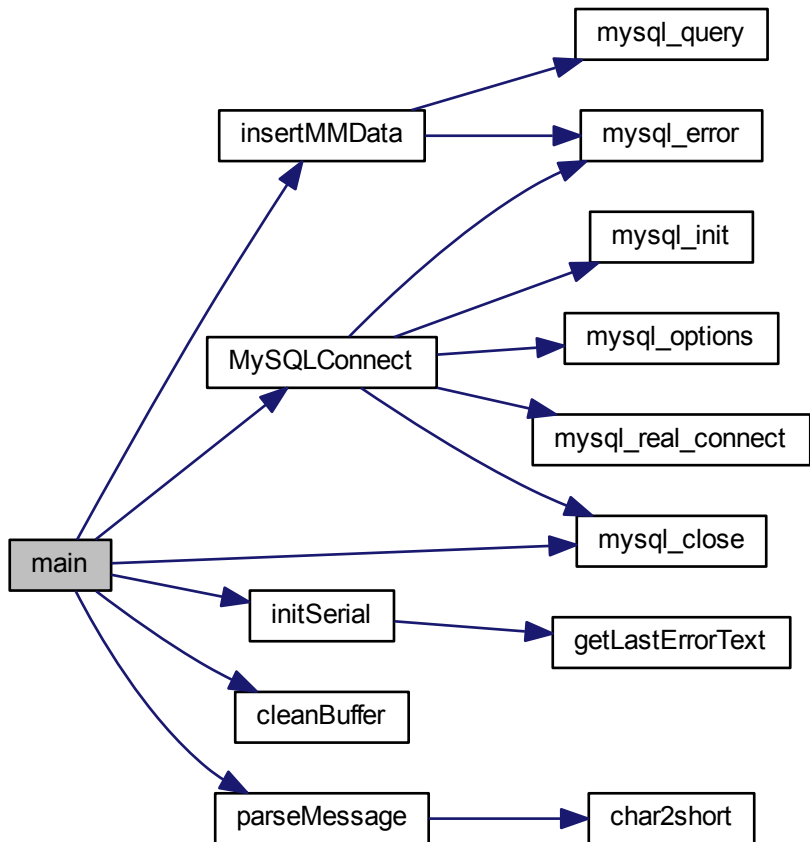 mysql_query
insertMMData
mysql_error
mysql_init
mysql_options
MySQLConnect
mysql_real_connect
mysql_close
main
initSerial
getLastErrorText
cleanBuffer
parseMessage
char2short